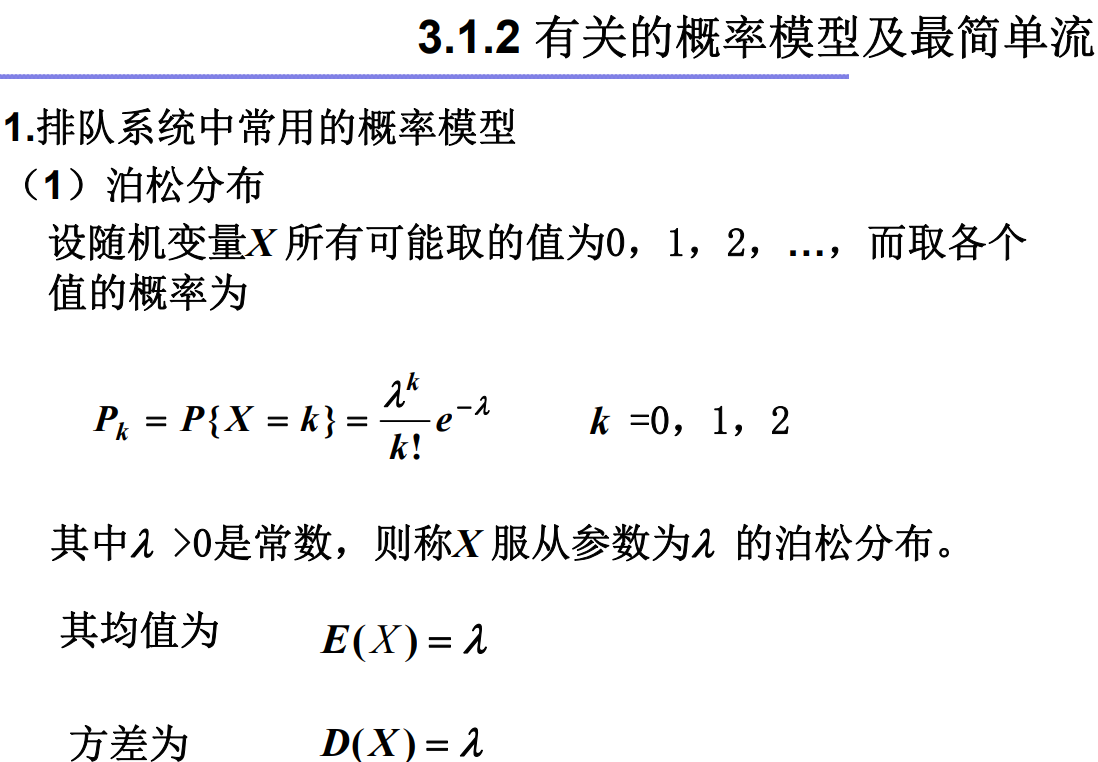 3.1.2 有关的概率模型及最简单流
1.排队系统中常用的概率模型
（1）泊松分布
设随机变量X 所有可能取的值为0，1，2，…，而取各个
值的概率为
P_k = P{X = k} = \frac{λ^k}{k!} e^{-λ} k =0，1，2
其中λ >0是常数，则称X 服从参数为λ 的泊松分布。
其均值为 E(X) = λ
方差为 D(X) = λ